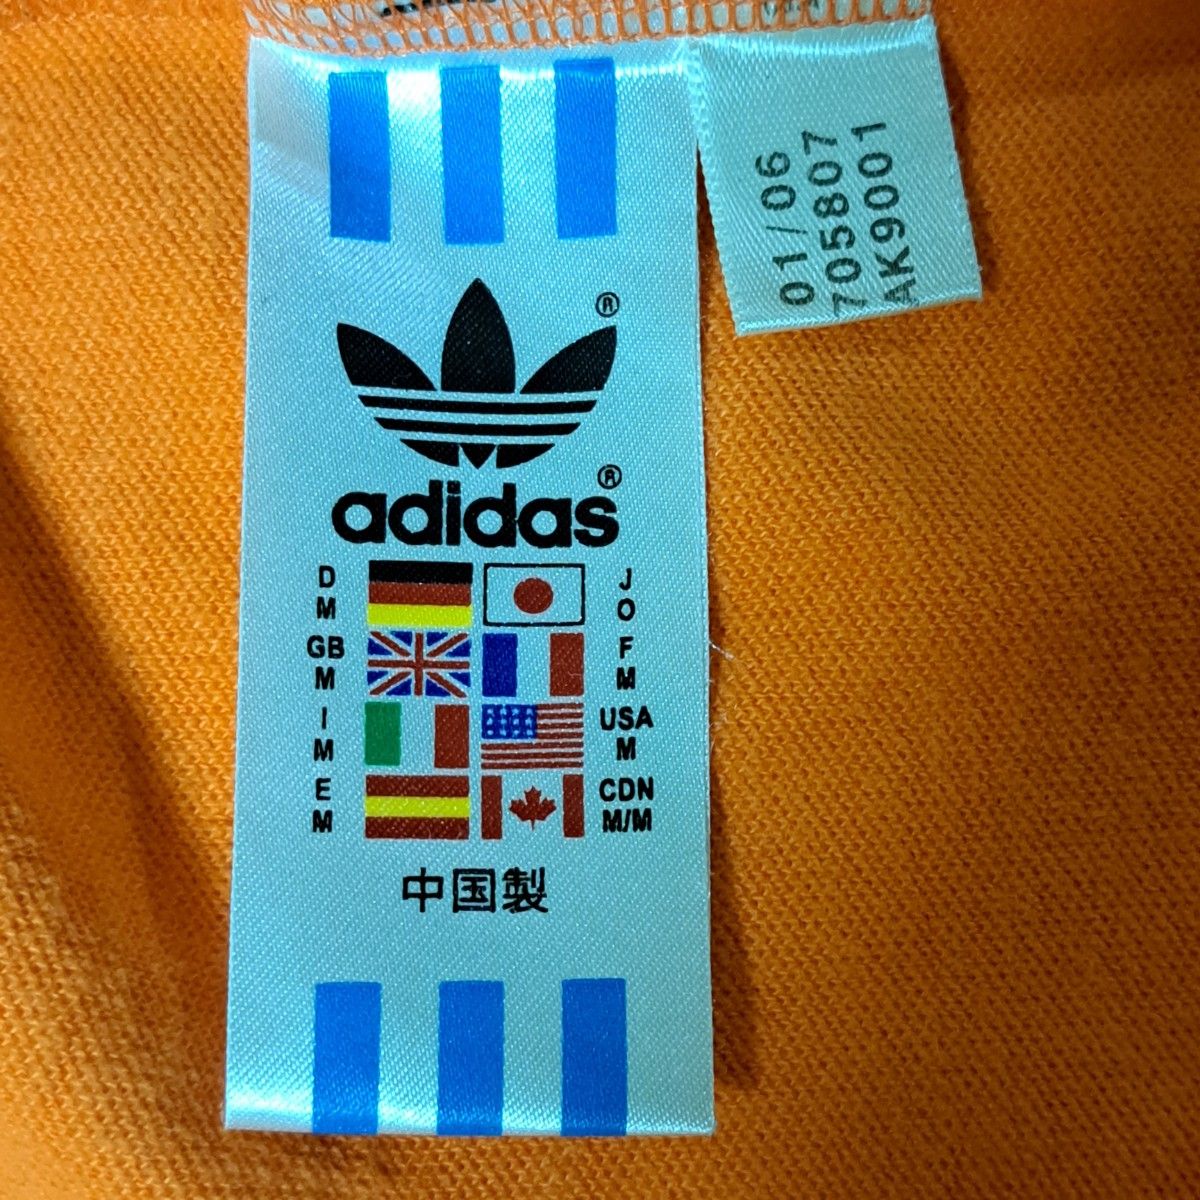 ®
adidas®
D
M
J
O
GB
M
F
M
I
M
USA
M
E
M
CDN
M/M
中国製
01/06
705807
AK9001